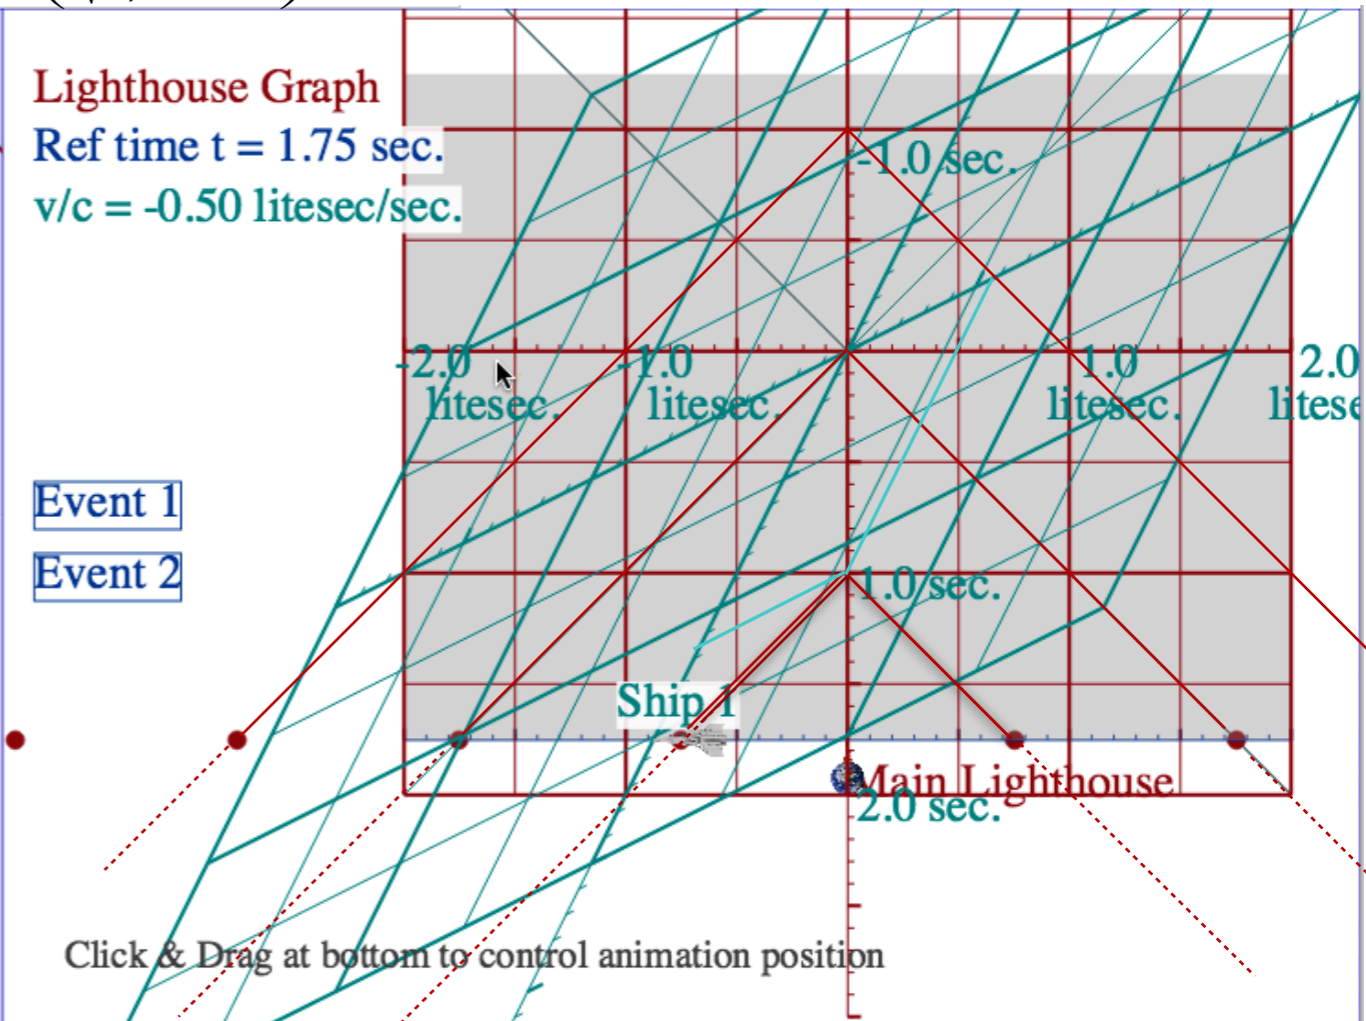 Lighthouse Graph
Ref time t = 1.75 sec.
v/c = -0.50 litesec/sec.
-1.0 sec.
-2.0
litesec.
-1.0
litesec.
1.0
litesec.
2.0
litese
Event 1
Event 2
1.0 sec.
Ship 1
Main Lighthouse
2.0 sec.
Click & Drag at bottom to control animation position